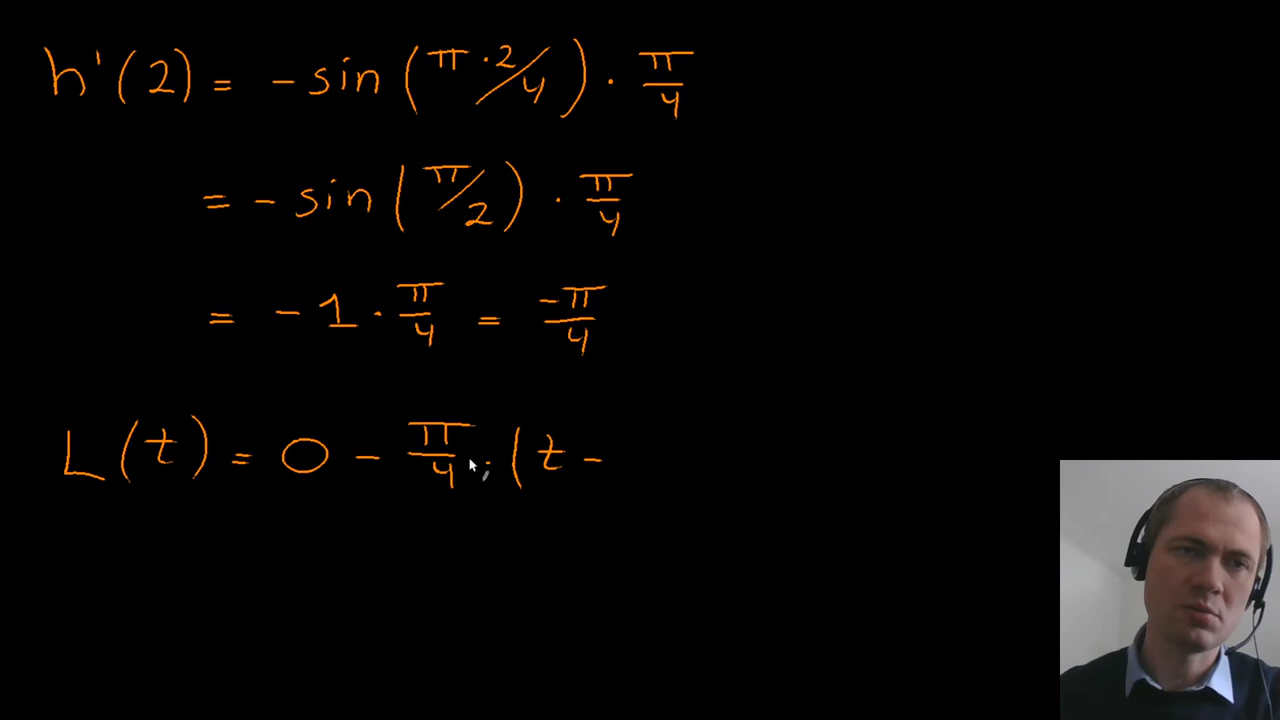 h'(2) = - sin (π · 2/4) · π/4
= - sin (π/2) · π/4
= - 1 · π/4 = -π/4
L(t) = 0 - π/4 · (t -